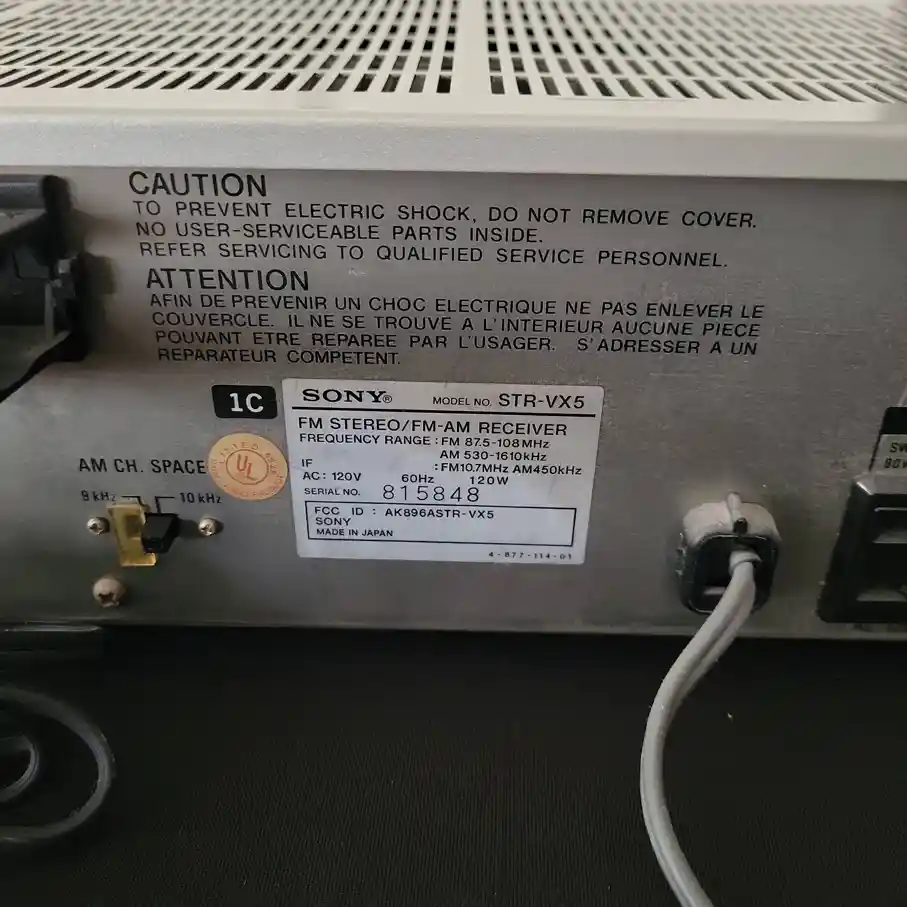 CAUTION
TO PREVENT ELECTRIC SHOCK, DO NOT REMOVE COVER.
NO USER-SERVICEABLE PARTS INSIDE.
REFER SERVICING TO QUALIFIED SERVICE PERSONNEL.
ATTENTION
AFIN DE PREVENIR UN CHOC ELECTRIQUE NE PAS ENLEVER LE
COUVERCLE. IL NE SE TROUVE A L'INTERIEUR AUCUNE PIECE
POUVANT ETRE REPAREE PAR L'USAGER. S'ADRESSER A UN
REPARATEUR COMPETENT.
1C
SONY® MODEL NO. STR-VX5
FM STEREO/FM-AM RECEIVER
FREQUENCY RANGE : FM 87.5-108MHz
AM 530-1610kHz
IF :FM10.7MHz AM450kHz
AC: 120V 60Hz 120W
SERIAL NO. 815848
FCC ID : AK896ASTR-VX5
SONY
MADE IN JAPAN
4-877-114-01
AM CH. SPACE
LISTED
UL
9kHz 10kHz
SW